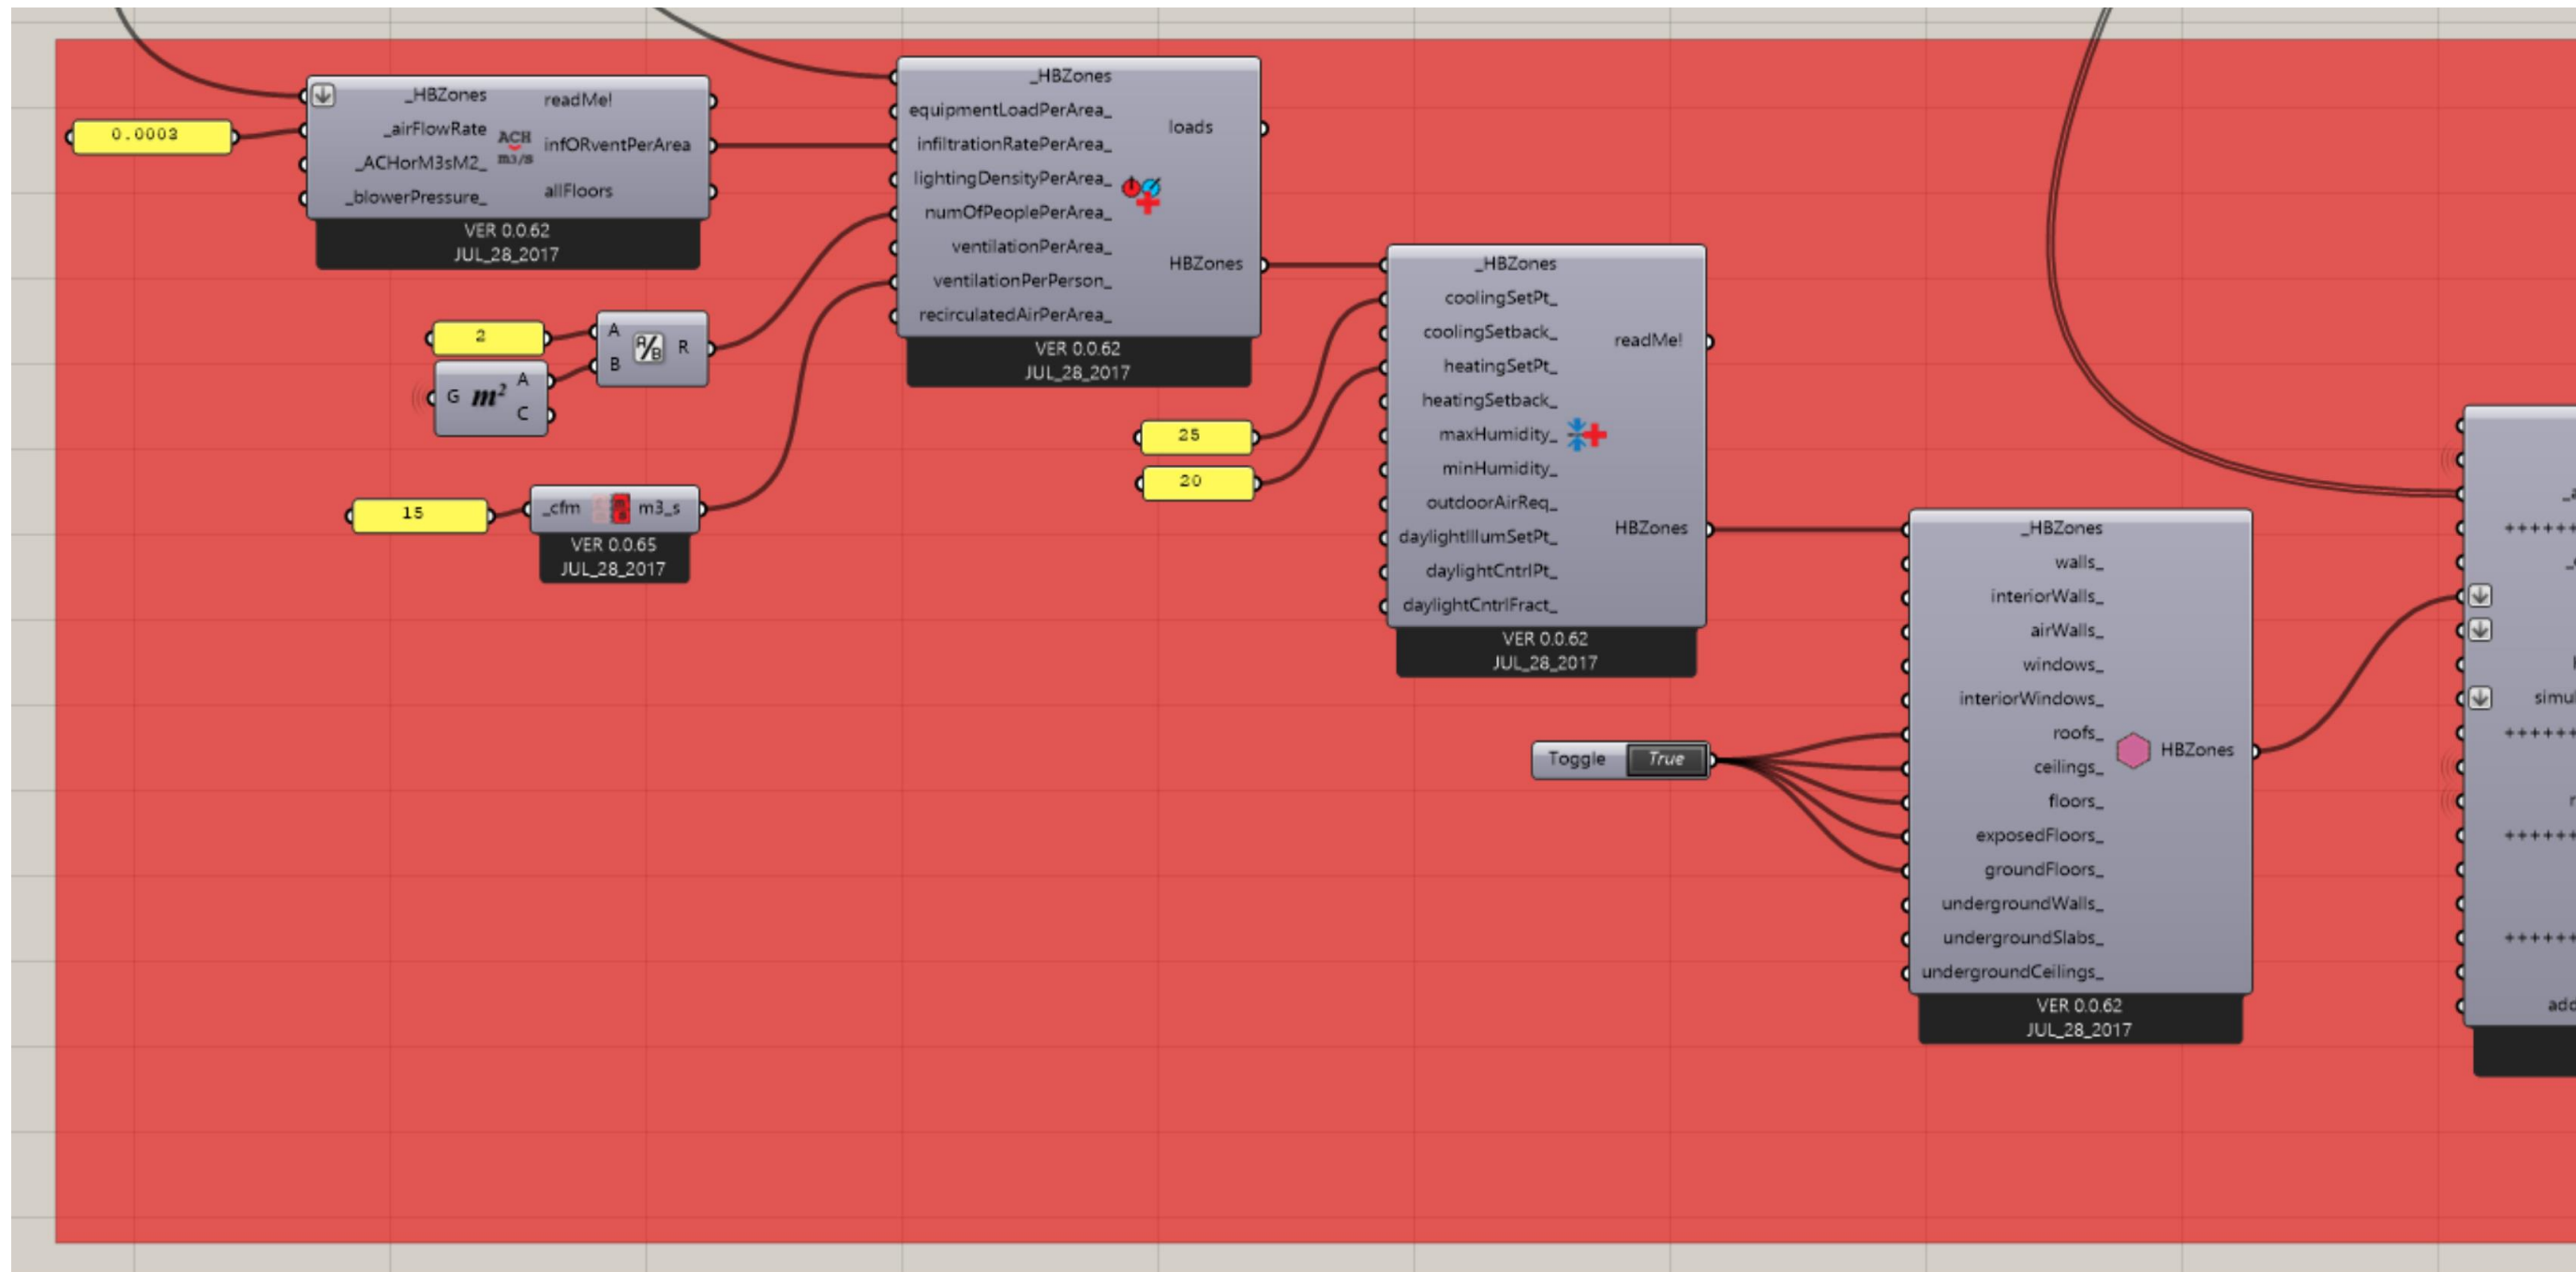 _HBZones
_airFlowRate
_ACHorM3sM2_
_blowerPressure_
ACH
m3/s
readMe!
infORventPerArea
allFloors
VER 0.0.62
JUL_28_2017
0.0003
2
A
B
A/B
R
G
m²
A
C
15
_cfm
m3_s
VER 0.0.65
JUL_28_2017
_HBZones
equipmentLoadPerArea_
infiltrationRatePerArea_
lightingDensityPerArea_
numOfPeoplePerArea_
ventilationPerArea_
ventilationPerPerson_
recirculatedAirPerArea_
loads
HBZones
VER 0.0.62
JUL_28_2017
25
20
_HBZones
coolingSetPt_
coolingSetback_
heatingSetPt_
heatingSetback_
maxHumidity_
minHumidity_
outdoorAirReq_
daylightIllumSetPt_
daylightCntrlPt_
daylightCntrlFract_
readMe!
HBZones
VER 0.0.62
JUL_28_2017
Toggle
True
_HBZones
walls_
interiorWalls_
airWalls_
windows_
interiorWindows_
roofs_
ceilings_
floors_
exposedFloors_
groundFloors_
undergroundWalls_
undergroundSlabs_
undergroundCeilings_
HBZones
VER 0.0.62
JUL_28_2017
++++++
simul
++++++
++++++
++++++
add